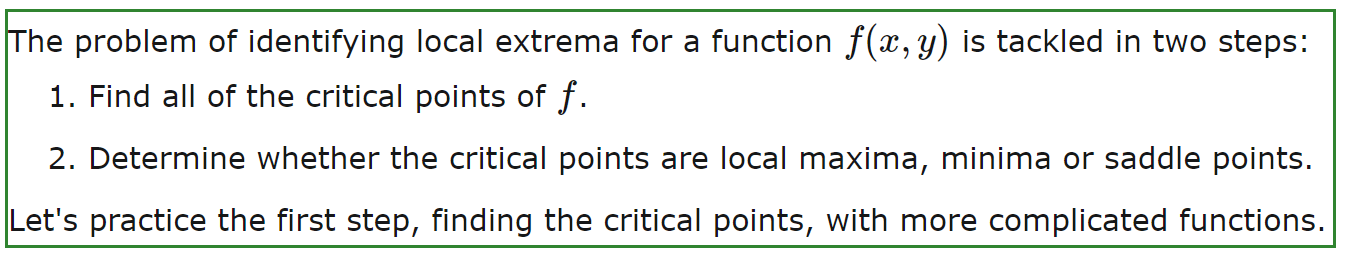 The problem of identifying local extrema for a function f(x, y) is tackled in two steps:
1. Find all of the critical points of f.
2. Determine whether the critical points are local maxima, minima or saddle points.
Let's practice the first step, finding the critical points, with more complicated functions.